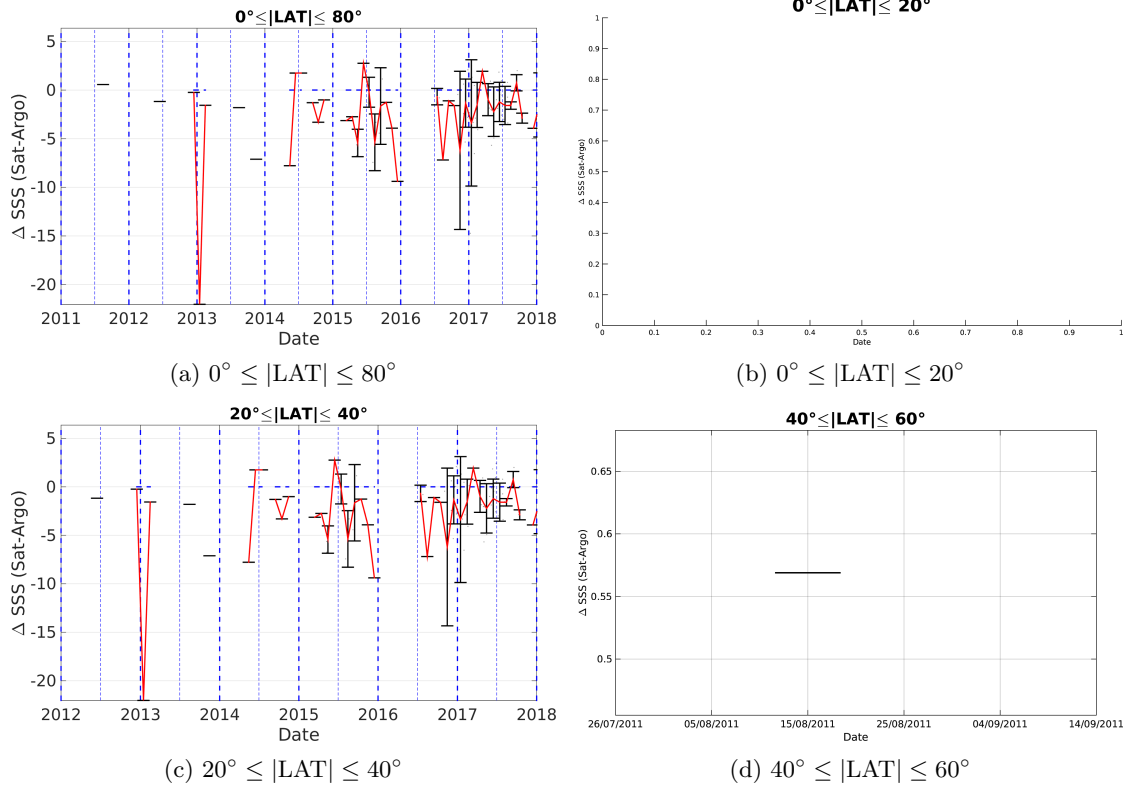 0°≤|LAT|≤ 80°
5
0
-5
-10
-15
-20
Δ SSS (Sat-Argo)
2011 2012 2013 2014 2015 2016 2017 2018
Date
(a) 0° ≤ |LAT| ≤ 80°
0°≤|LAT|≤ 20°
1
0.9
0.8
0.7
0.6
0.5
0.4
0.3
0.2
0.1
0
Δ SSS (Sat-Argo)
0 0.1 0.2 0.3 0.4 0.5 0.6 0.7 0.8 0.9 1
Date
(b) 0° ≤ |LAT| ≤ 20°
20°≤|LAT|≤ 40°
5
0
-5
-10
-15
-20
Δ SSS (Sat-Argo)
2012 2013 2014 2015 2016 2017 2018
Date
(c) 20° ≤ |LAT| ≤ 40°
40°≤|LAT|≤ 60°
0.65
0.6
0.55
0.5
Δ SSS (Sat-Argo)
26/07/2011 05/08/2011 15/08/2011 25/08/2011 04/09/2011 14/09/2011
Date
(d) 40° ≤ |LAT| ≤ 60°